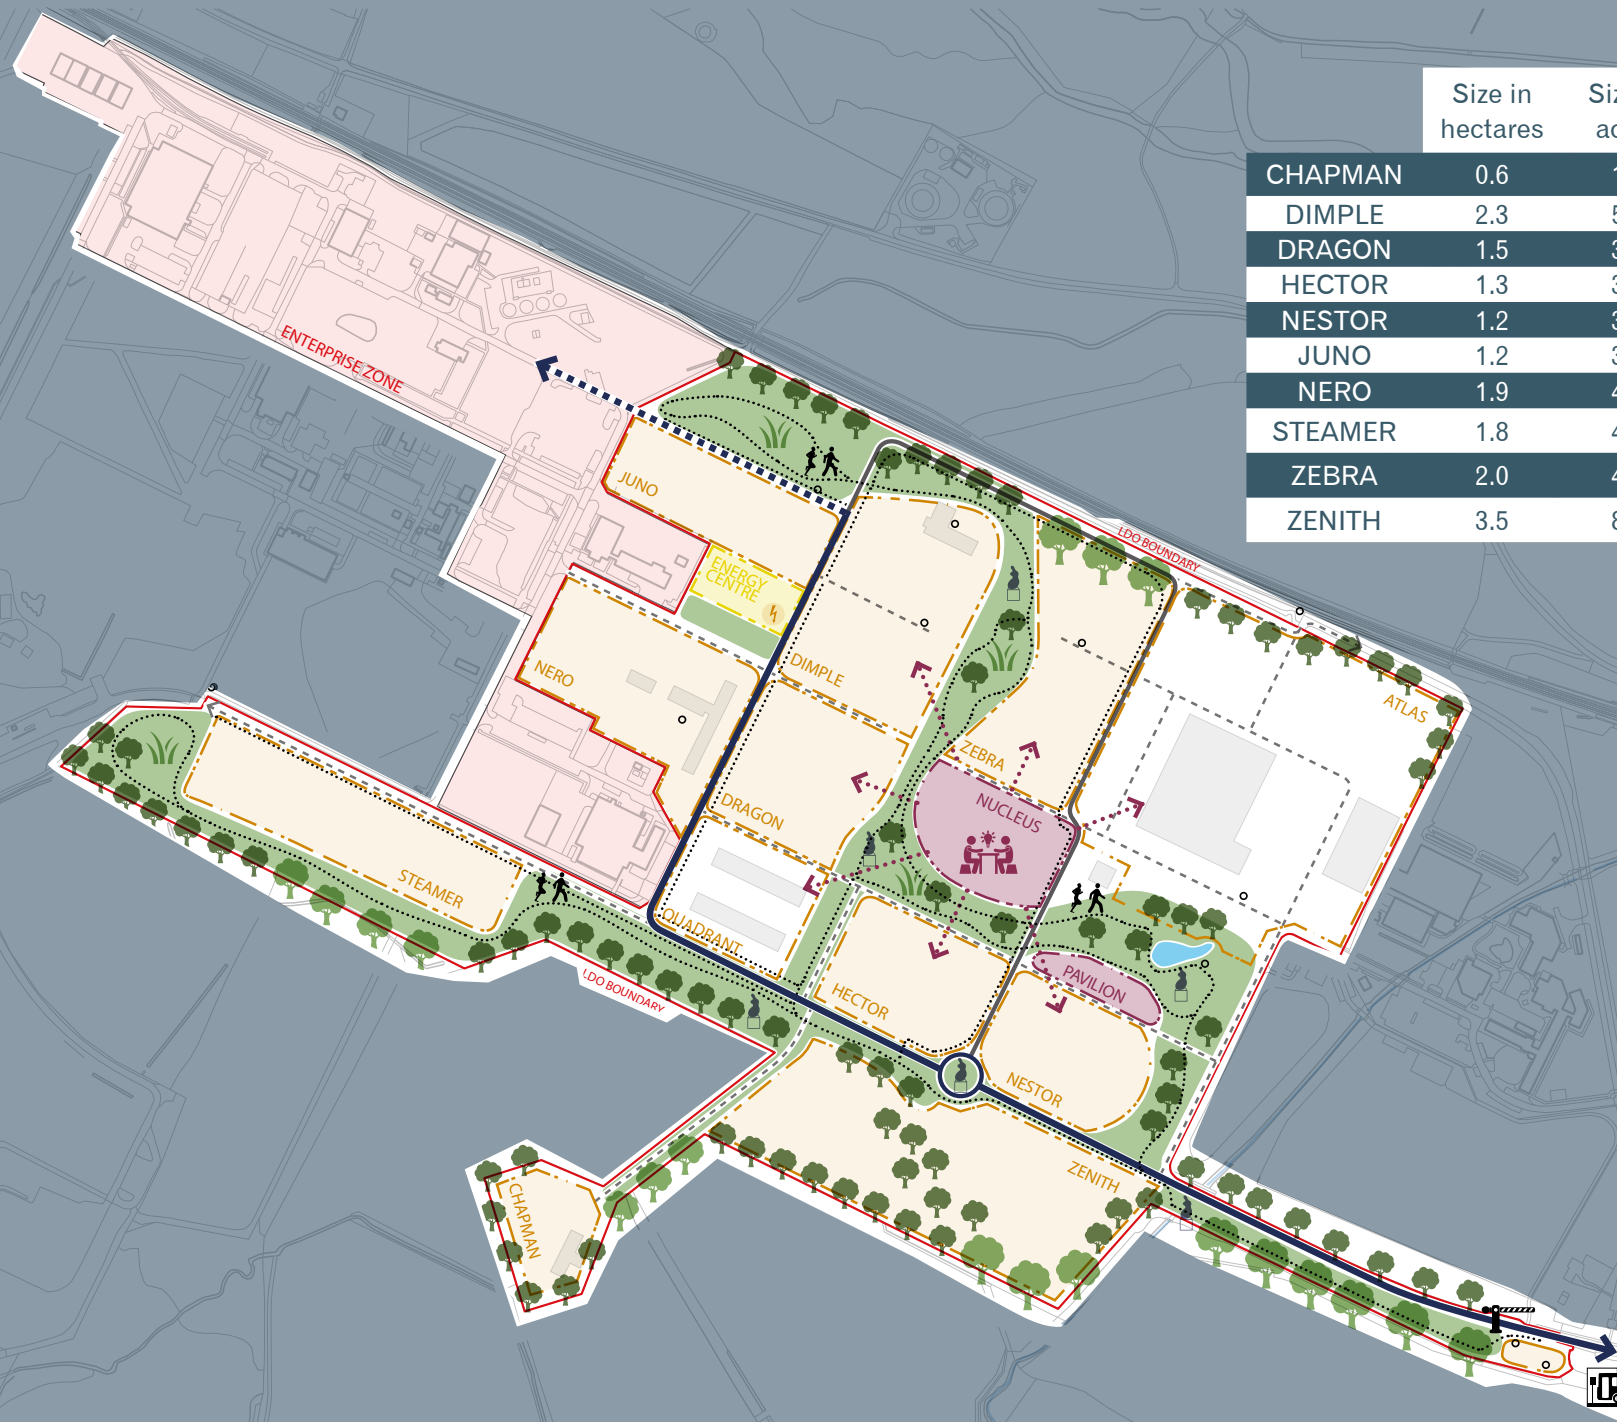 Size in
hectares
CHAPMAN 0.6
DIMPLE 2.3
DRAGON 1.5
HECTOR 1.3
NESTOR 1.2
JUNO 1.2
NERO 1.9
STEAMER 1.8
ZEBRA 2.0
ZENITH 3.5
ENTERPRISE ZONE
JUNO
ENERGY
CENTRE
LDO BOUNDARY
NERO
DIMPLE
ATLAS
ZEBRA
DRAGON
NUCLEUS
STEAMER
QUADRANT
PAVILION
HECTOR
LDO BOUNDARY
NESTOR
ZENITH
CHAPMAN